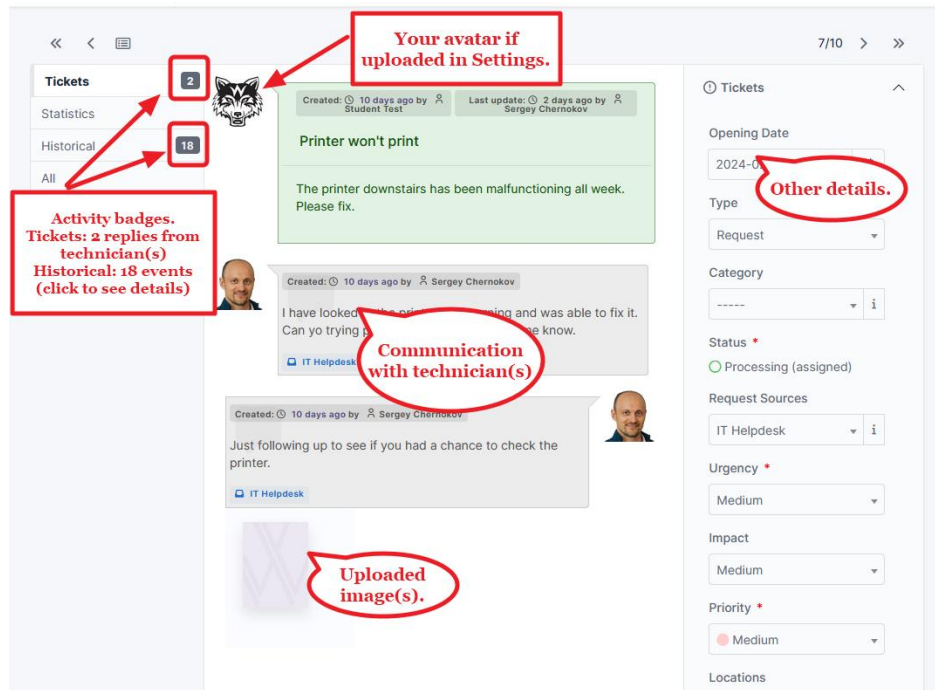 Your avatar if
uploaded in Settings.
7/10
Tickets
2
Statistics
Historical
18
All
Activity badges.
Tickets: 2 replies from
technician(s)
Historical: 18 events
(click to see details)
Created: 10 days ago by
Student Test
Last update: 2 days ago by
Sergey Chernokov
Printer won't print
The printer downstairs has been malfunctioning all week.
Please fix.
Created: 10 days ago by Sergey Chernokov
I have looked and was able to fix it.
Can yo trying know.
IT Helpdesk
Communication
with technician(s)
Created: 10 days ago by Sergey Chernokov
Just following up to see if you had a chance to check the
printer.
IT Helpdesk
Uploaded
image(s).
Tickets
Opening Date
Other details.
Type
Request
Category
-----
i
Status *
Processing (assigned)
Request Sources
IT Helpdesk
i
Urgency *
Medium
Impact
Medium
Priority *
Medium
Locations